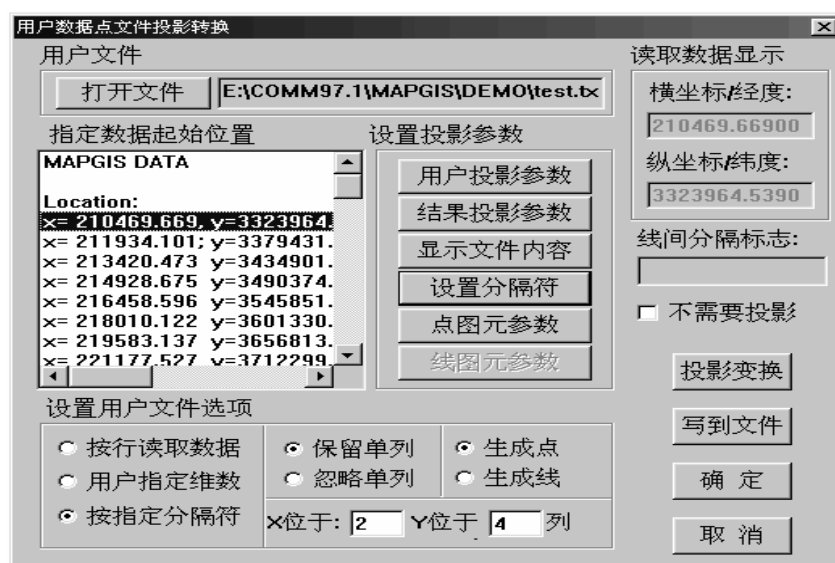 用户数据点文件投影转换
用户文件
打开文件
E:\COMM97.1\MAPGIS\DEMO\test.tx
指定数据起始位置
MAPGIS DATA
Location:
x= 210469.669, y=3323964.
x= 211934.101; y=3379431.
x= 213420.473 y=3434901.
x= 214928.675 y=3490374.
x= 216458.596 y=3545851.
x= 218010.122 y=3601330.
x= 219583.137 y=3656813.
x= 221177.527 y=3712299.
设置投影参数
用户投影参数
结果投影参数
显示文件内容
设置分隔符
点图元参数
线图元参数
读取数据显示
横坐标/经度:
210469.66900
纵坐标/纬度:
3323964.5390
线间分隔标志:
不需要投影
投影变换
写到文件
确 定
取 消
设置用户文件选项
按行读取数据
用户指定维数
按指定分隔符
保留单列
忽略单列
生成点
生成线
X位于: 2 Y位于 4 列